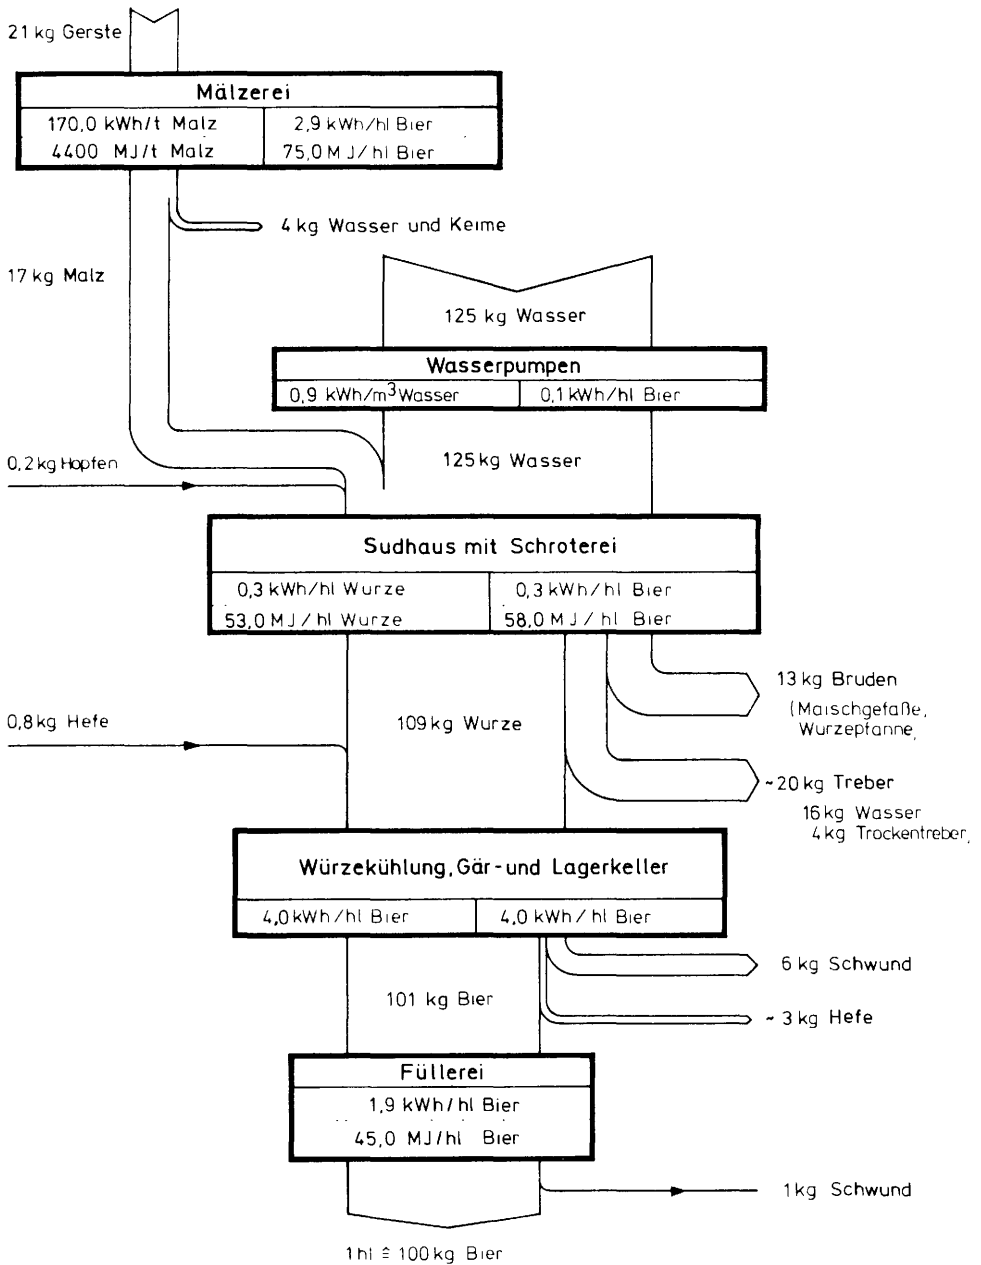 21 kg Gerste
Mälzerei
170,0 kWh/t Malz
2,9 kWh/hl Bier
4400 MJ/t Malz
75,0 MJ/hl Bier
4 kg Wasser und Keime
17 kg Malz
125 kg Wasser
Wasserpumpen
0,9 kWh/m³ Wasser
0,1 kWh/hl Bier
0,2 kg Hopfen
125 kg Wasser
Sudhaus mit Schroterei
0,3 kWh/hl Wurze
0,3 kWh/hl Bier
53,0 MJ/hl Wurze
58,0 MJ/hl Bier
13 kg Bruden
(Maischgefaße,
Wurzepfanne,
0,8 kg Hefe
109 kg Wurze
~20 kg Treber
16 kg Wasser
4 kg Trockentreber,
Würzekühlung, Gär- und Lagerkeller
4,0 kWh/hl Bier
4,0 kWh/hl Bier
6 kg Schwund
101 kg Bier
~ 3 kg Hefe
Füllerei
1,9 kWh/hl Bier
45,0 MJ/hl Bier
1 kg Schwund
1 hl ≙ 100 kg Bier